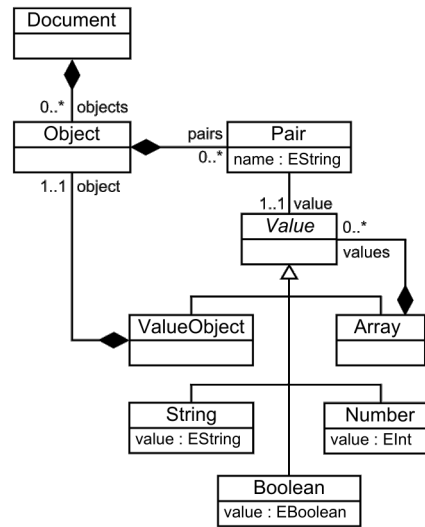 Document
0..* objects
Object
pairs
0..*
Pair
name : EString
1..1 object
1..1 value
Value
0..*
values
ValueObject
Array
String
value : EString
Number
value : EInt
Boolean
value : EBoolean